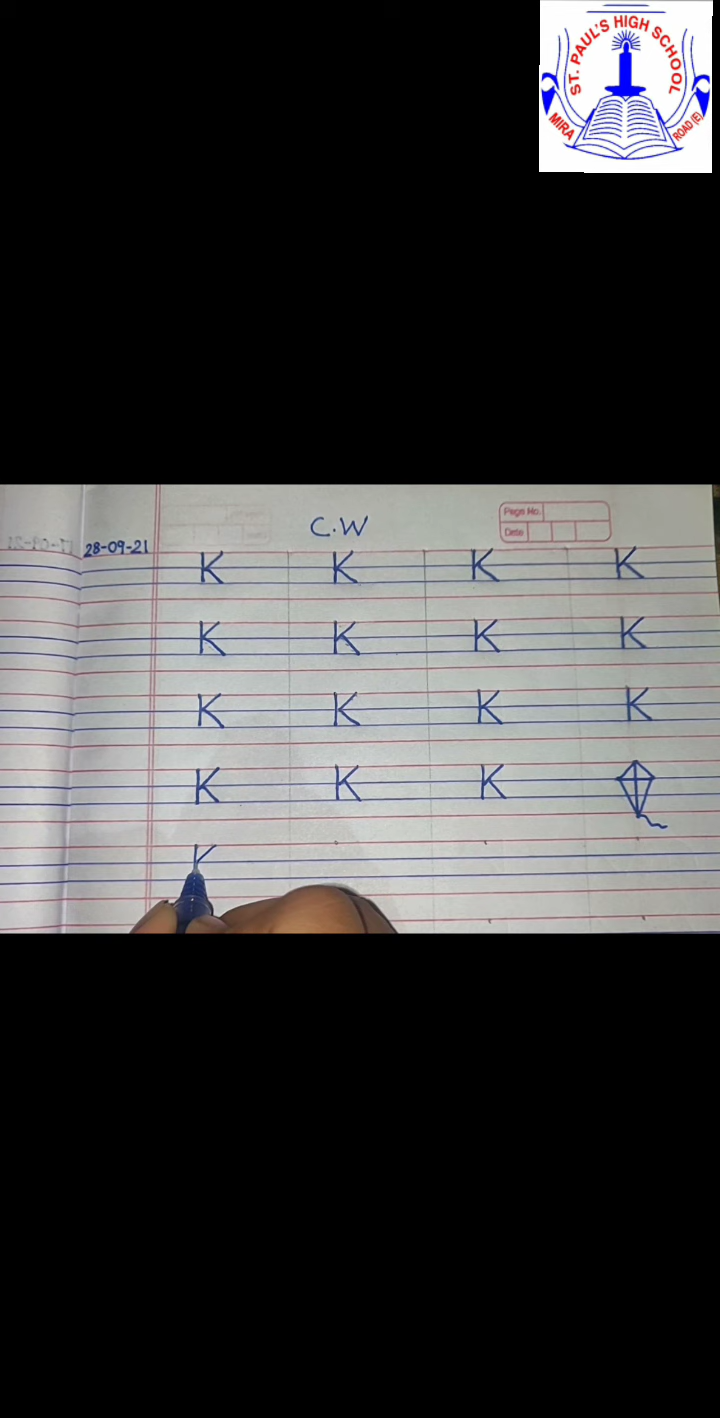 ST. PAUL'S HIGH SCHOOL
MIRA ROAD (E)
C.W
Page No.
Date
28-09-21
K K K K
K K K K
K K K K
K K K
K